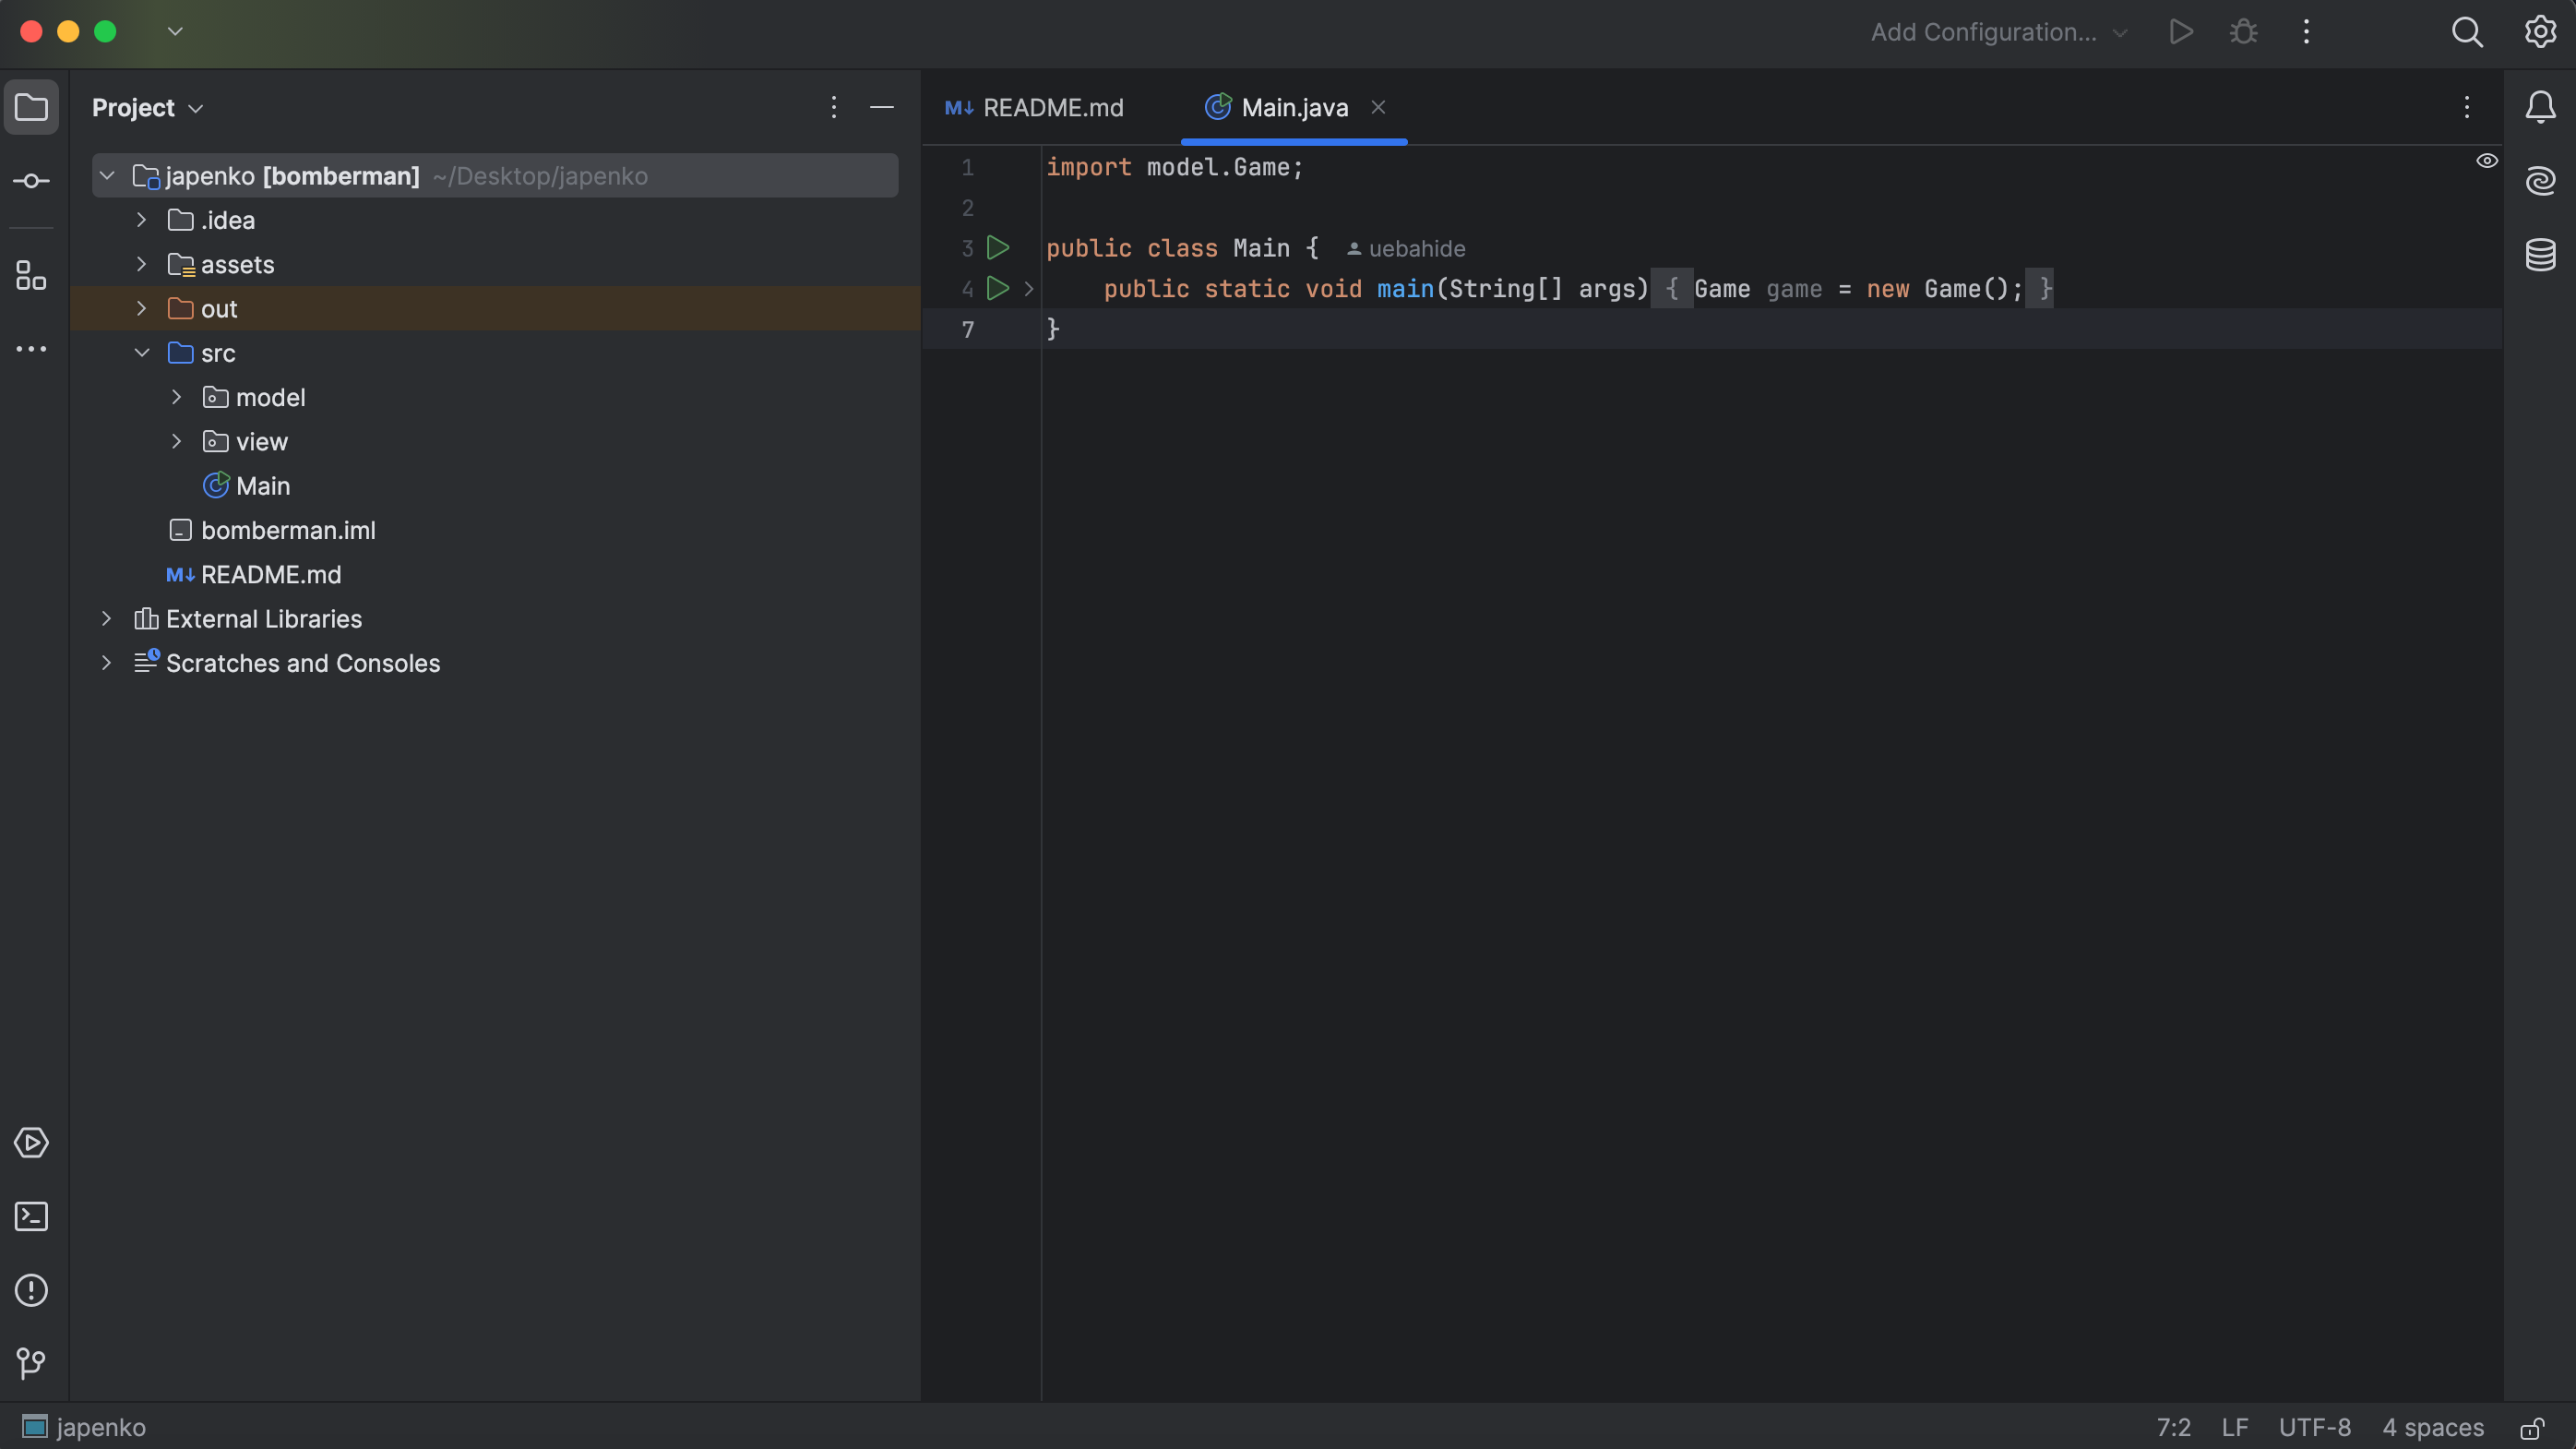 Add Configuration...
Project
japenko [bomberman] ~/Desktop/japenko
.idea
assets
out
src
model
view
Main
bomberman.iml
M↓ README.md
External Libraries
Scratches and Consoles
M↓ README.md
Main.java
1 import model.Game;
2
3 public class Main { uebahide
4 public static void main(String[] args) { Game game = new Game(); }
7 }
japenko
7:2 LF UTF-8 4 spaces